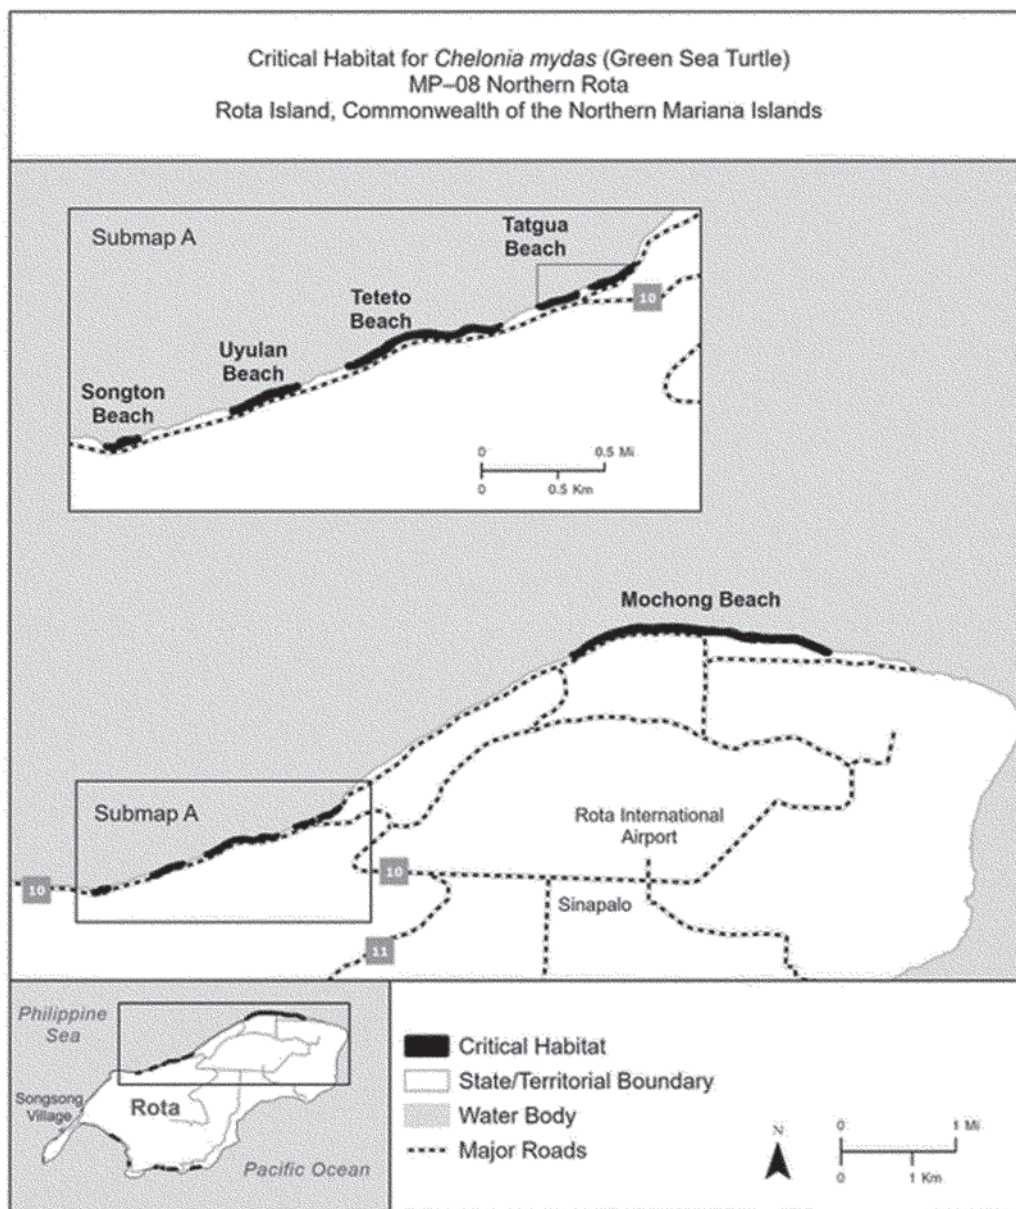 Critical Habitat for Chelonia mydas (Green Sea Turtle)
MP–08 Northern Rota
Rota Island, Commonwealth of the Northern Mariana Islands
Submap A
Tatgua
Beach
10
Teteto
Beach
Uyulan
Beach
Songton
Beach
0 0.5 Mi.
0 0.5 Km
Mochong Beach
Submap A
Rota International
Airport
10
10
Sinapalo
11
Philippine
Sea
Songsong
Village
Rota
Pacific Ocean
Critical Habitat
State/Territorial Boundary
Water Body
Major Roads
N
0 1 Mi.
0 1 Km